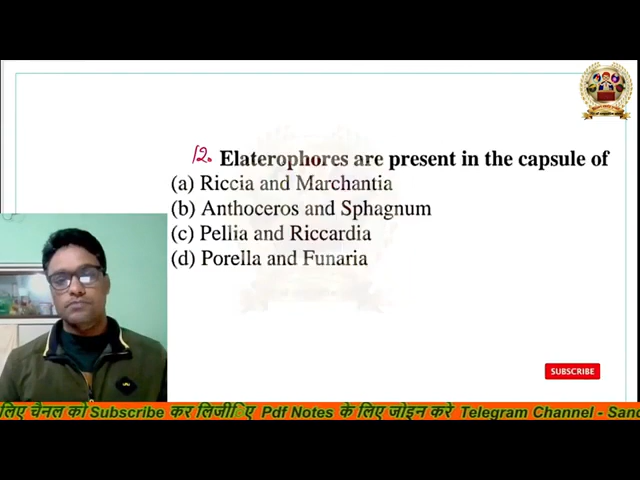 12. Elaterophores are present in the capsule of
(a) Riccia and Marchantia
(b) Anthoceros and Sphagnum
(c) Pellia and Riccardia
(d) Porella and Funaria
SUBSCRIBE
लिए चैनल को Subscribe कर लिजीिए Pdf Notes के लिए जोइन करे Telegram Channel - Sand